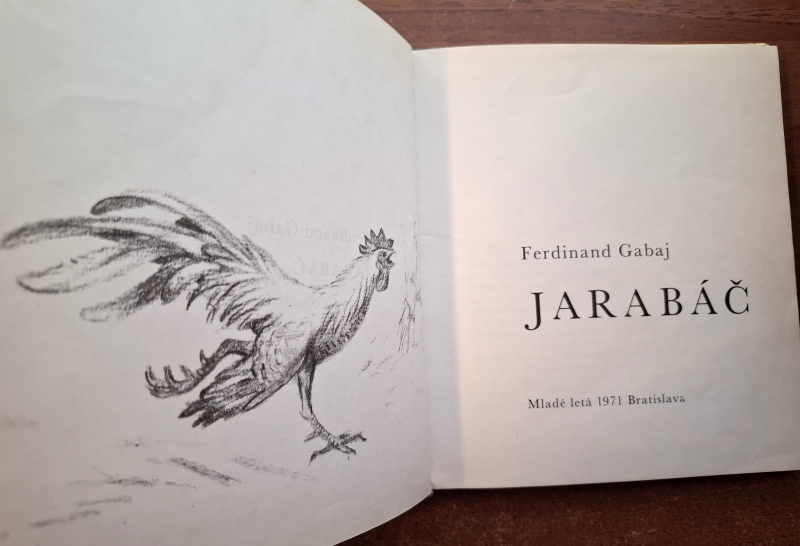 Ferdinand Gabaj
JARABÁČ
Mladé letá 1971 Bratislava